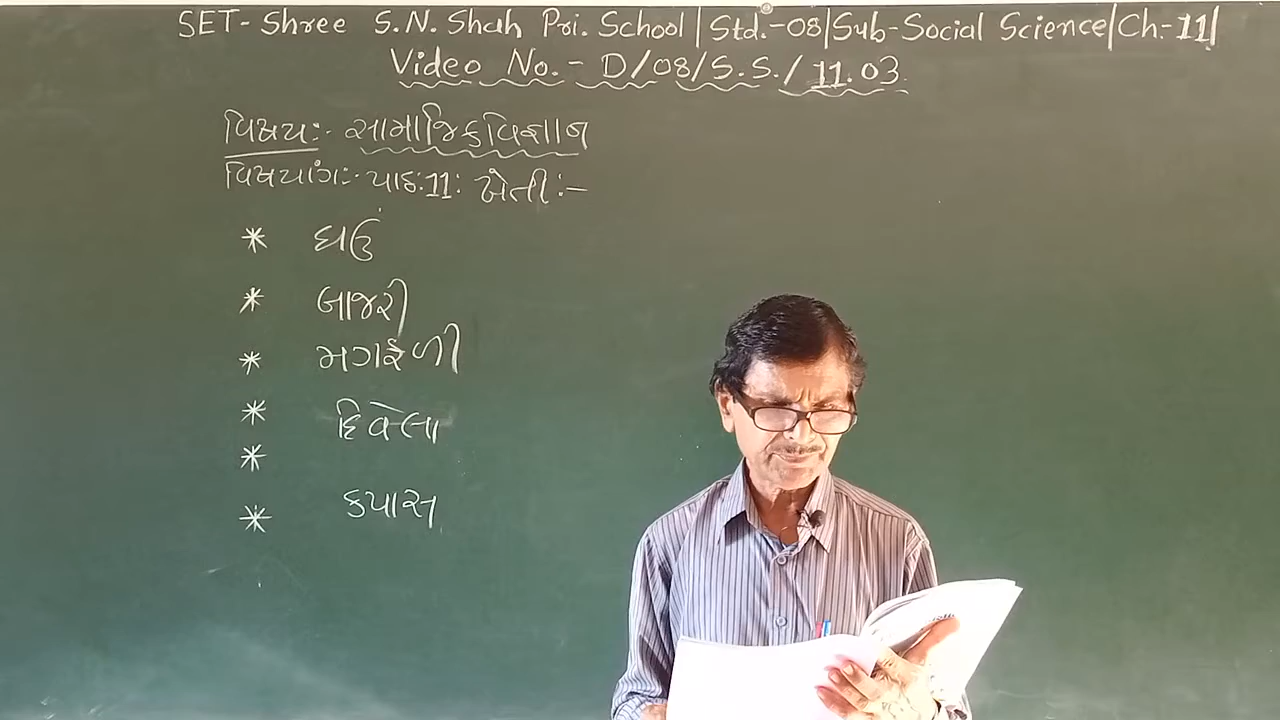 SET- Shree S.N. Shah Pri. School | Std.-08 | Sub-Social Science | Ch.-11 |
Video No. - D/08/S.S./11.03.
વિષય:- સામાજિક વિજ્ઞાન
વિષયાંગ:- પાઠ:11: ખેતી:-
* ઘઉં
* બાજરી
* મગફળી
* દિવેલા
*
* કપાસ